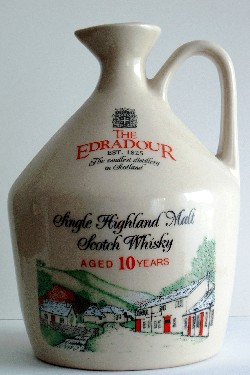 THE
EDRADOUR
EST. 1825
The smallest distillery
in Scotland
Single Highland Malt
Scotch Whisky
AGED 10 YEARS